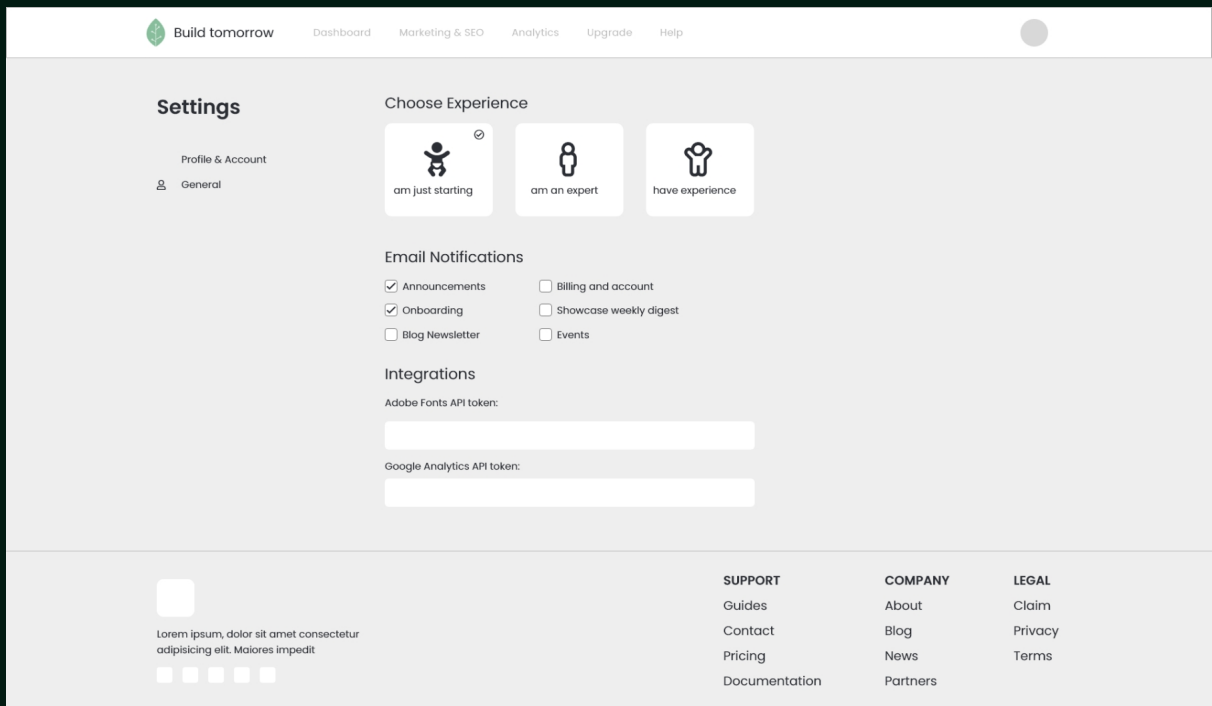 Build tomorrow
Dashboard
Marketing & SEO
Analytics
Upgrade
Help
Settings
Profile & Account
General
Choose Experience
am just starting
am an expert
have experience
Email Notifications
Announcements
Billing and account
Onboarding
Showcase weekly digest
Blog Newsletter
Events
Integrations
Adobe Fonts API token:
Google Analytics API token:
Lorem ipsum, dolor sit amet consectetur
adipisicing elit. Maiores impedit
SUPPORT
Guides
Contact
Pricing
Documentation
COMPANY
About
Blog
News
Partners
LEGAL
Claim
Privacy
Terms